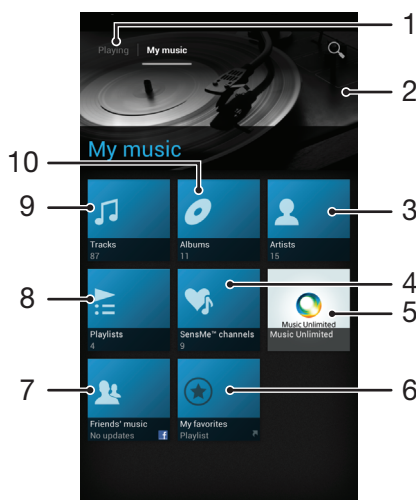 1
Playing My music
2
My music
10
9
Tracks
87
Albums
11
Artists
15
3
8
Playlists
4
SensMe™ channels
9
Music Unlimited
Music Unlimited
4
5
7
Friends' music
No updates f
My favorites
Playlist
6